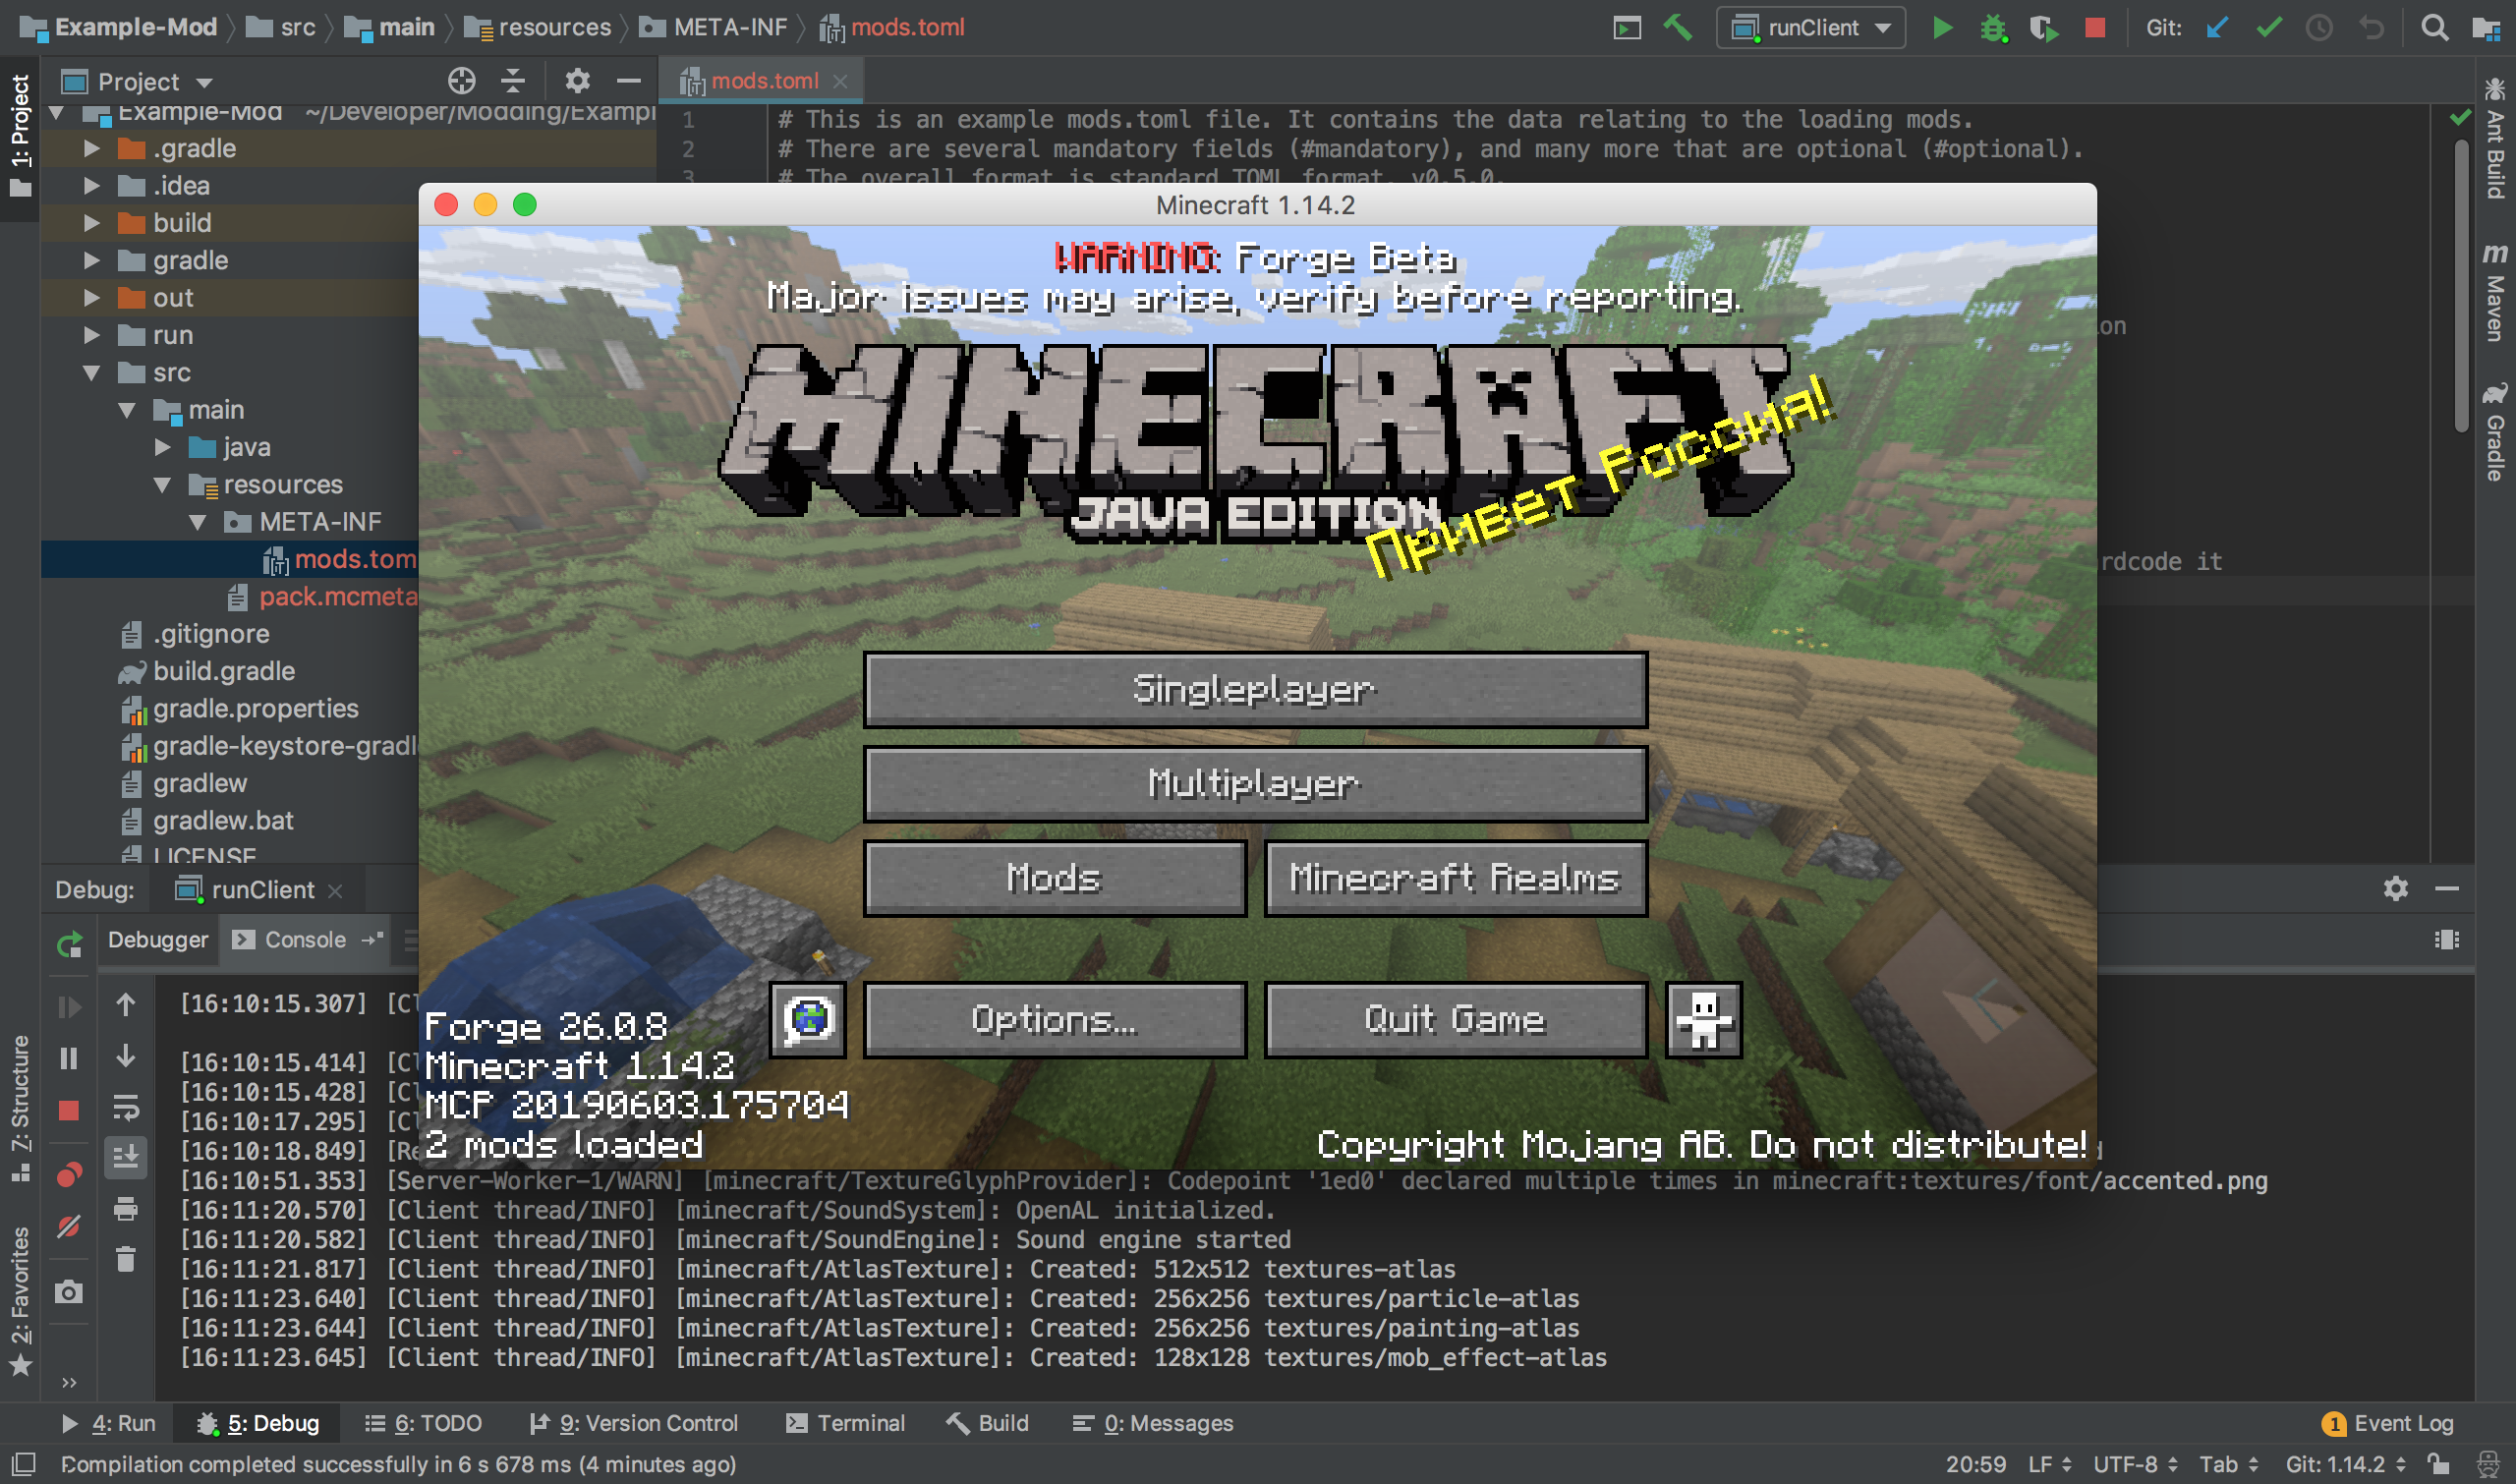 Example-Mod src main resources META-INF mods.toml
runClient Git:
1: Project
Project
mods.toml
Example-Mod ~/Developer/Modding/Exampl
.gradle
.idea
build
gradle
out
run
src
main
java
resources
META-INF
mods.tom
pack.mcmeta
.gitignore
build.gradle
gradle.properties
gradle-keystore-gradl
gradlew
gradlew.bat
LICENSE
1 # This is an example mods.toml file. It contains the data relating to the loading mods.
2 # There are several mandatory fields (#mandatory), and many more that are optional (#optional).
3 # The overall format is standard TOML format, v0.5.0.
on
rdcode it
Ant Build
Maven
Gradle
Minecraft 1.14.2
WARNING: Forge Beta
Major issues may arise, verify before reporting.
MINECRAFT
JAVA EDITION
Привет Россия!
Singleplayer
Multiplayer
Mods
Minecraft Realms
Options...
Quit Game
Forge 26.0.8
Minecraft 1.14.2
MCP 20190603.175704
2 mods loaded
Copyright Mojang AB. Do not distribute!
Debug: runClient
Debugger Console
[16:10:15.307] [Cl
[16:10:15.414] [Cl
[16:10:15.428] [Cl
[16:10:17.295] [Cl
[16:10:18.849] [Re
[16:10:51.353] [Server-Worker-1/WARN] [minecraft/TextureGlyphProvider]: Codepoint '1ed0' declared multiple times in minecraft:textures/font/accented.png
[16:11:20.570] [Client thread/INFO] [minecraft/SoundSystem]: OpenAL initialized.
[16:11:20.582] [Client thread/INFO] [minecraft/SoundEngine]: Sound engine started
[16:11:21.817] [Client thread/INFO] [minecraft/AtlasTexture]: Created: 512x512 textures-atlas
[16:11:23.640] [Client thread/INFO] [minecraft/AtlasTexture]: Created: 256x256 textures/particle-atlas
[16:11:23.644] [Client thread/INFO] [minecraft/AtlasTexture]: Created: 256x256 textures/painting-atlas
[16:11:23.645] [Client thread/INFO] [minecraft/AtlasTexture]: Created: 128x128 textures/mob_effect-atlas
7: Structure
2: Favorites
4: Run 5: Debug 6: TODO 9: Version Control Terminal Build 0: Messages
1 Event Log
Compilation completed successfully in 6 s 678 ms (4 minutes ago)
20:59 LF UTF-8 Tab Git: 1.14.2